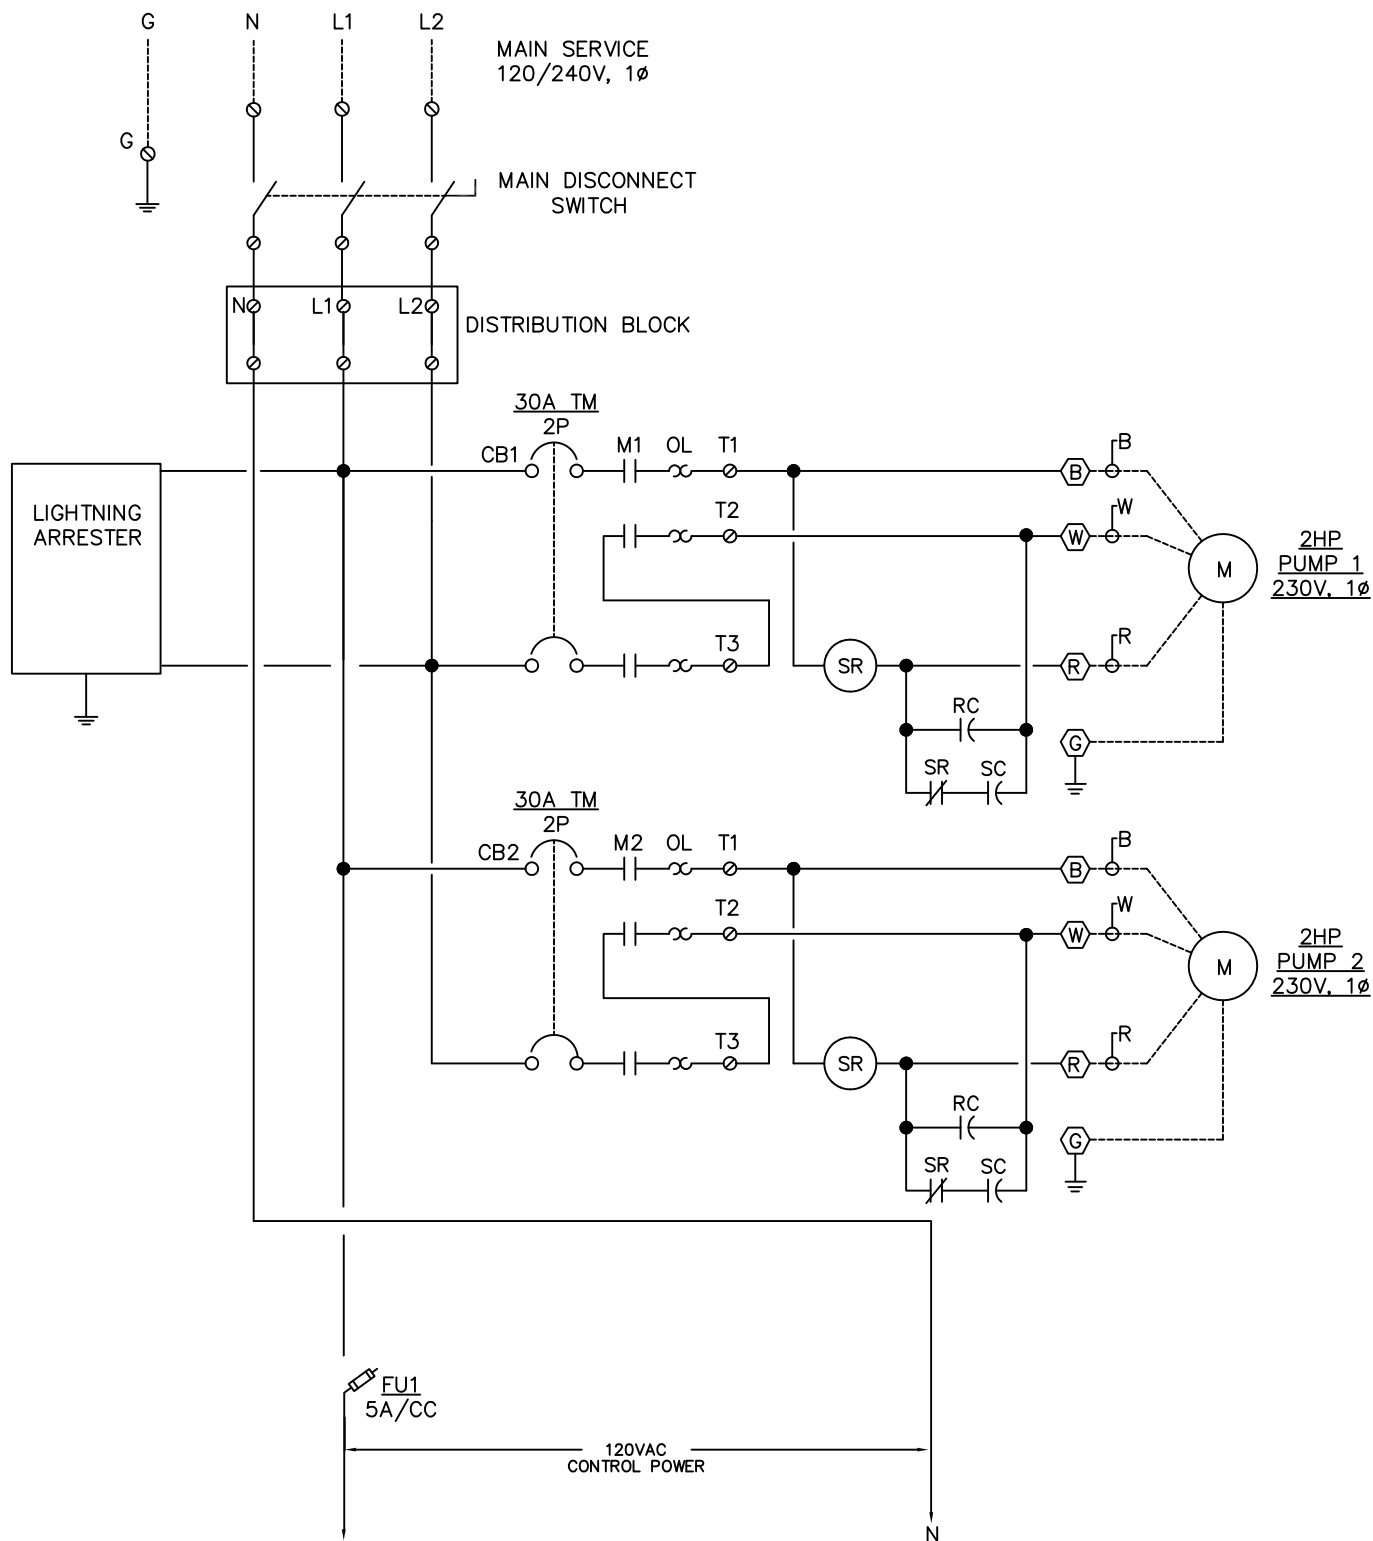 G N L1 L2
MAIN SERVICE
120/240V, 1ø
G
MAIN DISCONNECT
SWITCH
N L1 L2
DISTRIBUTION BLOCK
LIGHTNING
ARRESTER
30A TM
2P
CB1 M1 OL T1 B B
T2 W W
T3 R R
SR
RC
SR SC
G
M
2HP
PUMP 1
230V, 1ø
30A TM
2P
CB2 M2 OL T1 B B
T2 W W
T3 R R
SR
RC
SR SC
G
M
2HP
PUMP 2
230V, 1ø
FU1
5A/CC
120VAC
CONTROL POWER
N